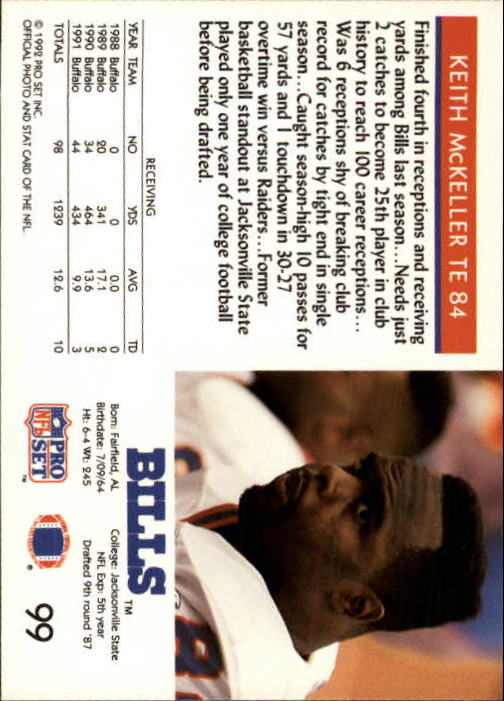 KEITH McKELLER TE 84
Finished fourth in receptions and receiving
yards among Bills last season...Needs just
2 catches to become 25th player in club
history to reach 100 career receptions...
Was 6 receptions shy of breaking club
record for catches by tight end in single
season...Caught season-high 10 passes for
57 yards and 1 touchdown in 30-27
overtime win versus Raiders...Former
basketball standout at Jacksonville State
played only one year of college football
before being drafted.
RECEIVING
YEAR TEAM NO YDS AVG TD
1988 Buffalo 0 0 0.0 0
1989 Buffalo 20 341 17.1 2
1990 Buffalo 34 464 13.6 5
1991 Buffalo 44 434 9.9 3
TOTALS 98 1239 12.6 10
© 1992 PRO SET INC.
OFFICIAL PHOTO AND STAT CARD OF THE NFL.
BILLS™
Born: Fairfield, AL College: Jacksonville State
Birthdate: 7/09/64 NFL Exp: 5th year
Ht: 6-4 Wt: 245 Drafted 9th round '87
PRO
NFL SET™
®
99